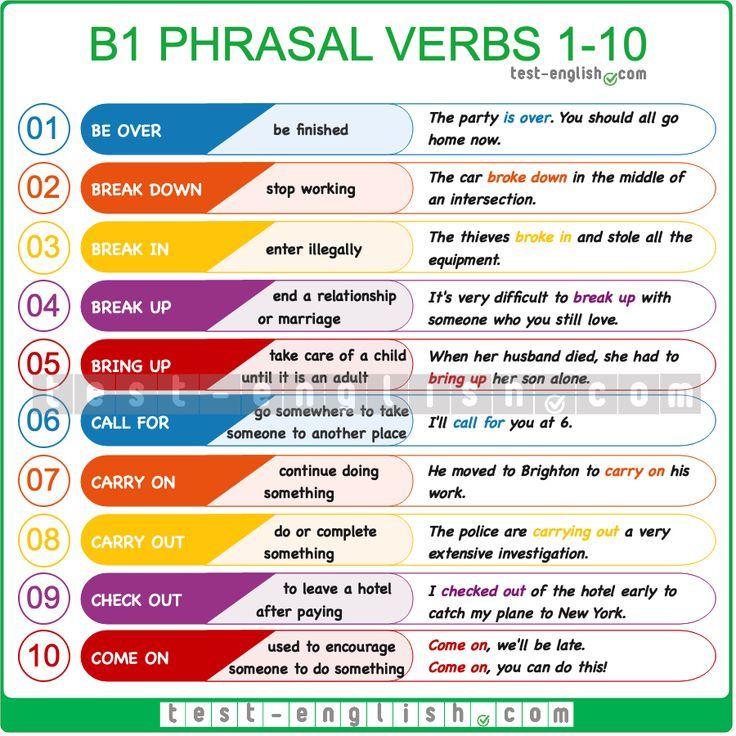 B1 PHRASAL VERBS 1-10
test-english.com
01
BE OVER
be finished
The party is over. You should all go
home now.
02
BREAK DOWN
stop working
The car broke down in the middle of
an intersection.
03
BREAK IN
enter illegally
The thieves broke in and stole all the
equipment.
04
BREAK UP
end a relationship
or marriage
It's very difficult to break up with
someone who you still love.
05
BRING UP
take care of a child
until it is an adult
When her husband died, she had to
bring up her son alone.
test-english.com
06
CALL FOR
go somewhere to take
someone to another place
I'll call for you at 6.
07
CARRY ON
continue doing
something
He moved to Brighton to carry on his
work.
08
CARRY OUT
do or complete
something
The police are carrying out a very
extensive investigation.
09
CHECK OUT
to leave a hotel
after paying
I checked out of the hotel early to
catch my plane to New York.
10
COME ON
used to encourage
someone to do something
Come on, we'll be late.
Come on, you can do this!
test-english.com